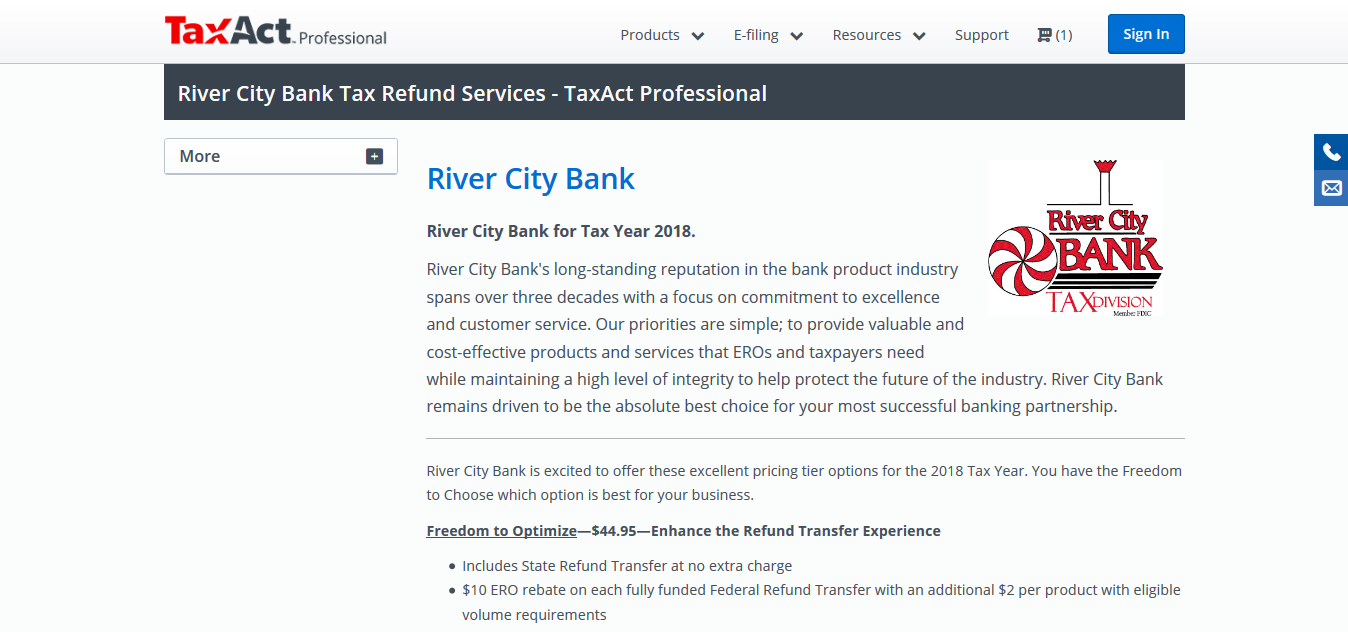 TaxAct Professional
Products
E-filing
Resources
Support
(1)
Sign In
River City Bank Tax Refund Services - TaxAct Professional
More
River City Bank
River City
BANK
TAX DIVISION
Member FDIC
River City Bank for Tax Year 2018.
River City Bank's long-standing reputation in the bank product industry
spans over three decades with a focus on commitment to excellence
and customer service. Our priorities are simple; to provide valuable and
cost-effective products and services that EROs and taxpayers need
while maintaining a high level of integrity to help protect the future of the industry. River City Bank
remains driven to be the absolute best choice for your most successful banking partnership.
River City Bank is excited to offer these excellent pricing tier options for the 2018 Tax Year. You have the Freedom
to Choose which option is best for your business.
Freedom to Optimize—$44.95—Enhance the Refund Transfer Experience
• Includes State Refund Transfer at no extra charge
• $10 ERO rebate on each fully funded Federal Refund Transfer with an additional $2 per product with eligible
volume requirements